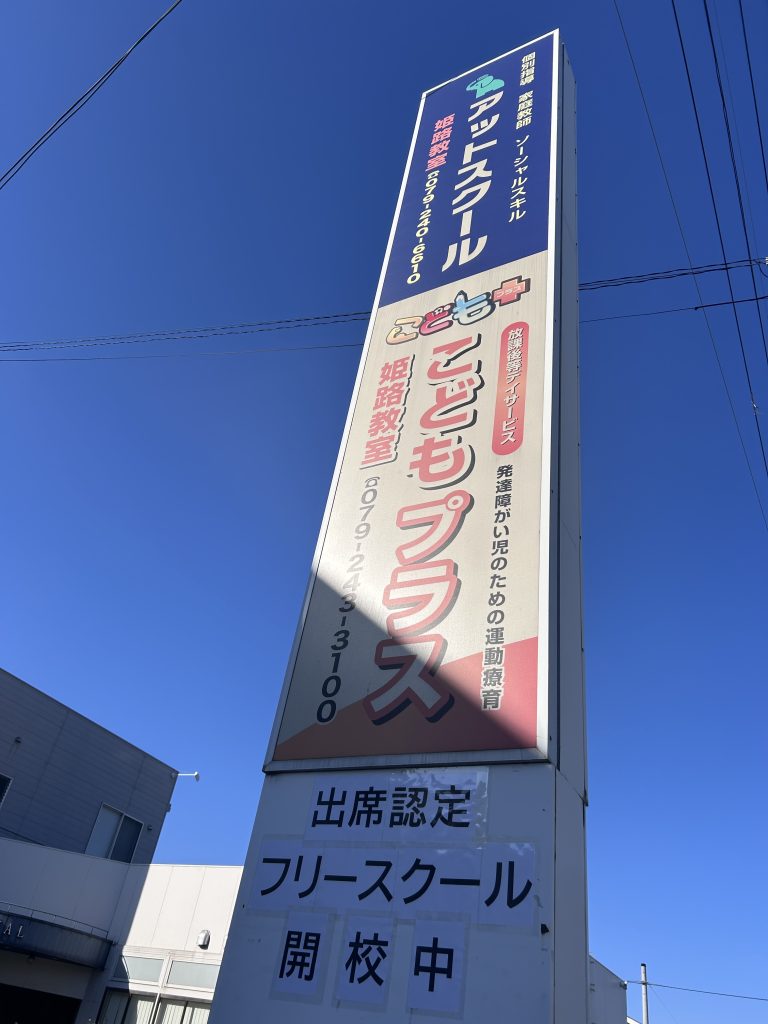 個別指導 家庭教師 ソーシャルスキル
アットスクール
姫路教室 ☎079-240-6610
こども+
プラス
放課後等デイサービス
発達障がい児のための運動療育
こどもプラス
姫路教室
☎079-243-3100
出席認定
フリースクール
開校中